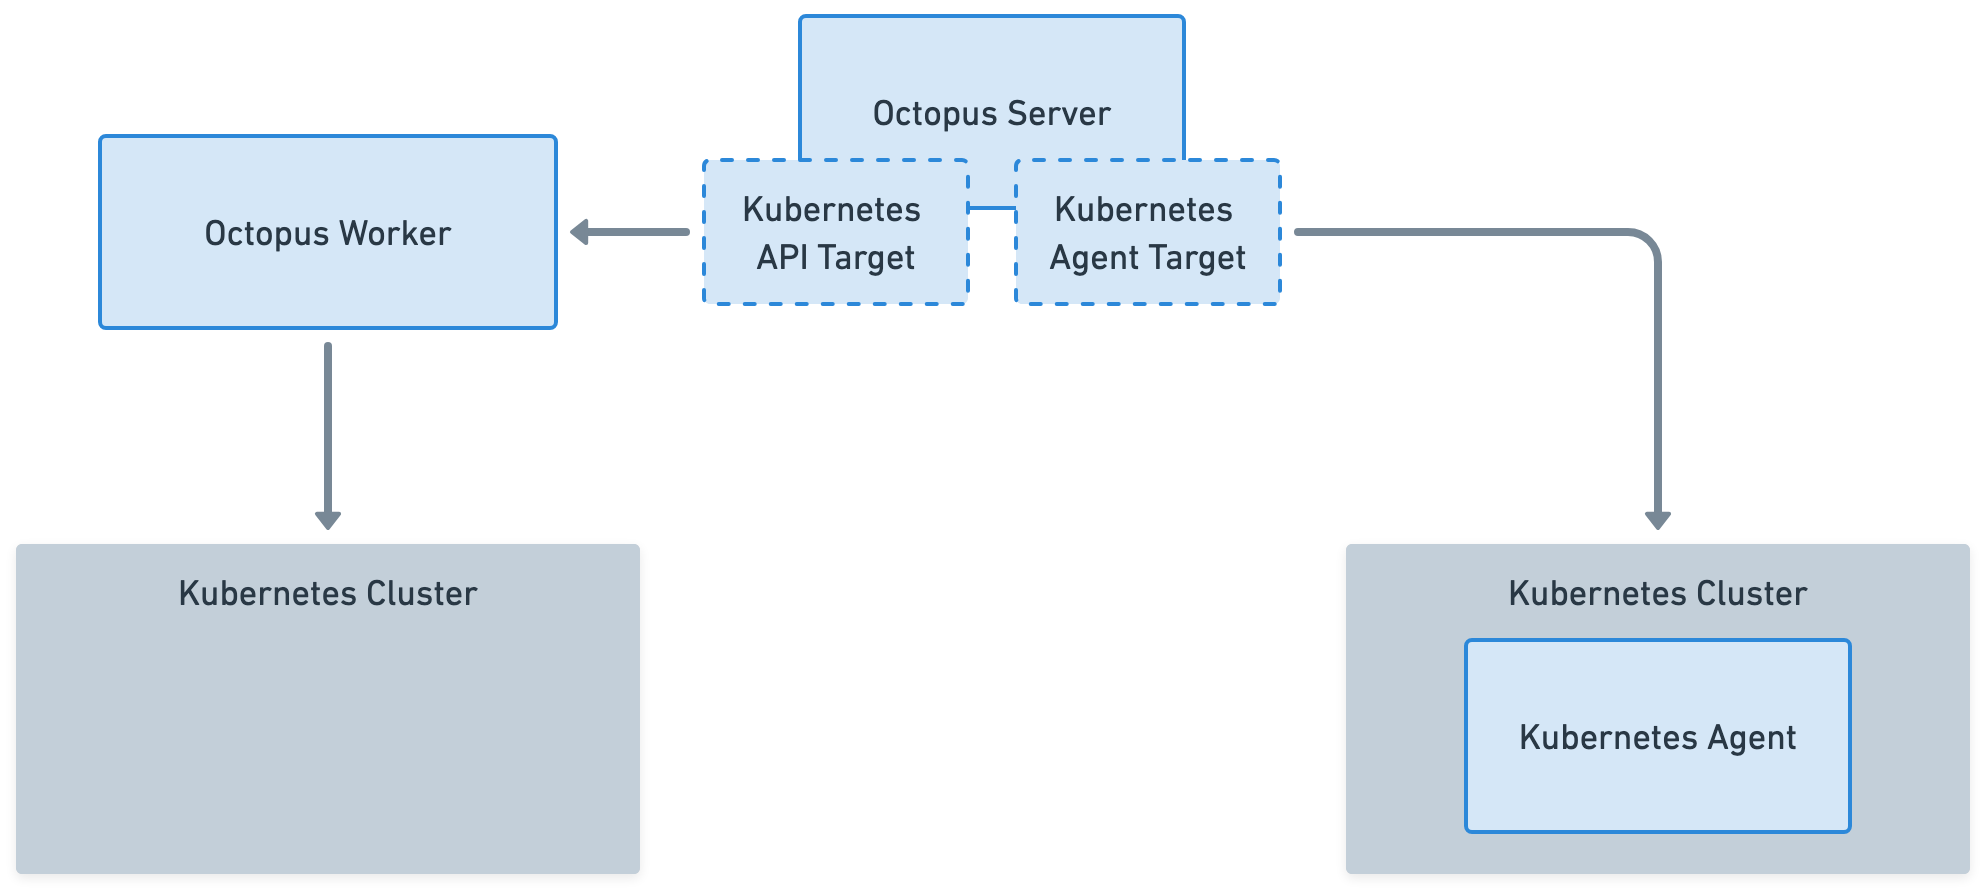 Octopus Server
Octopus Worker
Kubernetes
API Target
Kubernetes
Agent Target
Kubernetes Cluster
Kubernetes Cluster
Kubernetes Agent